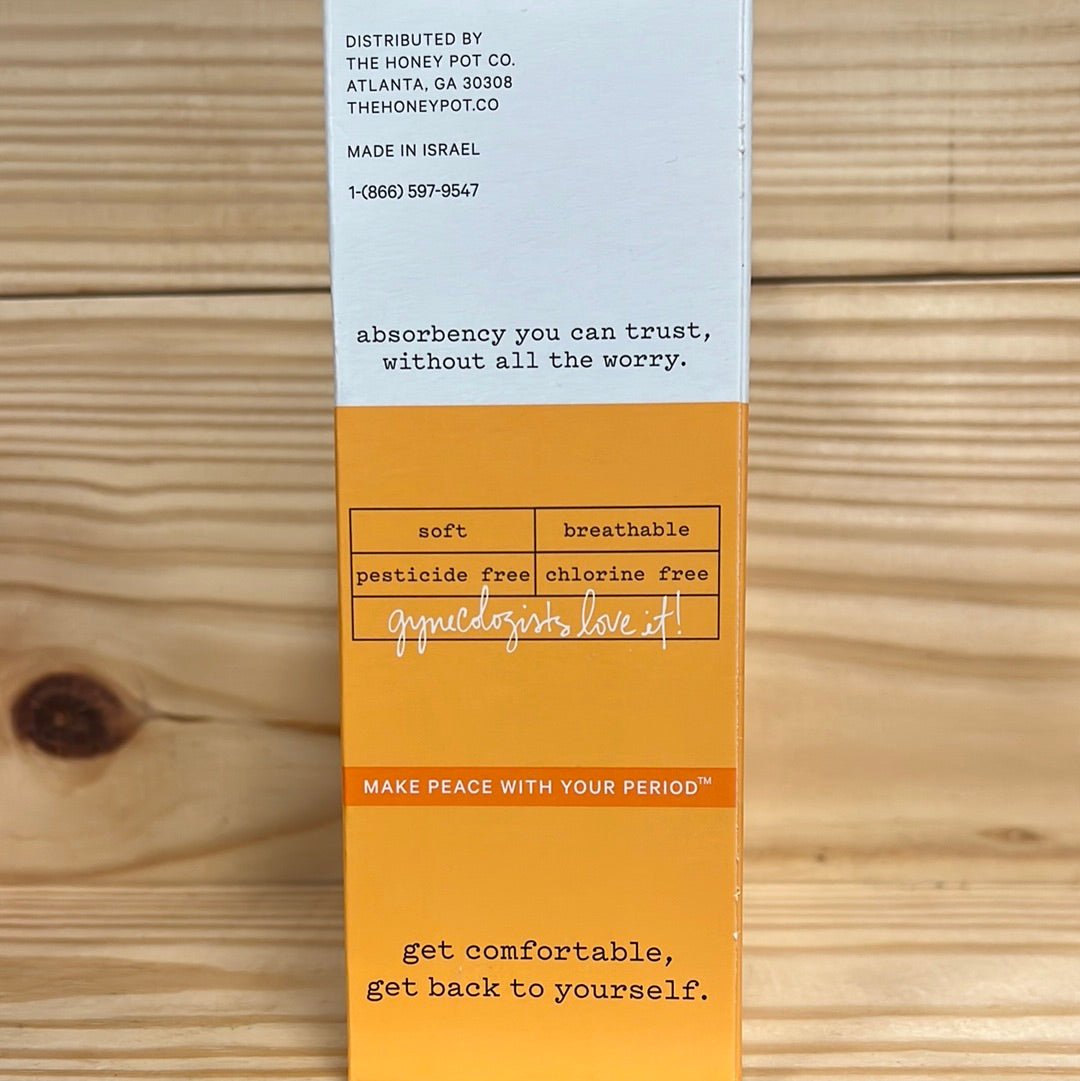 DISTRIBUTED BY
THE HONEY POT CO.
ATLANTA, GA 30308
THEHONEYPOT.CO
MADE IN ISRAEL
1-(866) 597-9547
absorbency you can trust,
without all the worry.
soft breathable
pesticide free chlorine free
gynecologists love it!
MAKE PEACE WITH YOUR PERIOD™
get comfortable,
get back to yourself.